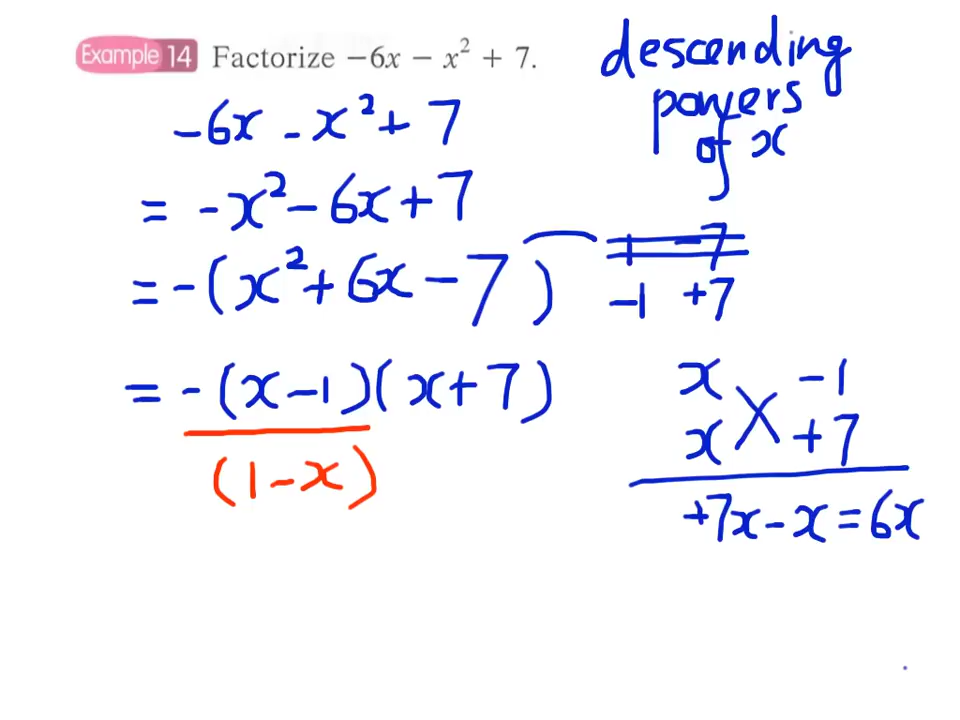 Example 14 Factorize −6x − x² + 7.
descending
powers
of x
-6x - x² + 7
= -x² - 6x + 7
+1 -7
= -(x² + 6x - 7)
-1 +7
= -(x-1)(x+7)
(1-x)
x -1
x +7
+7x - x = 6x